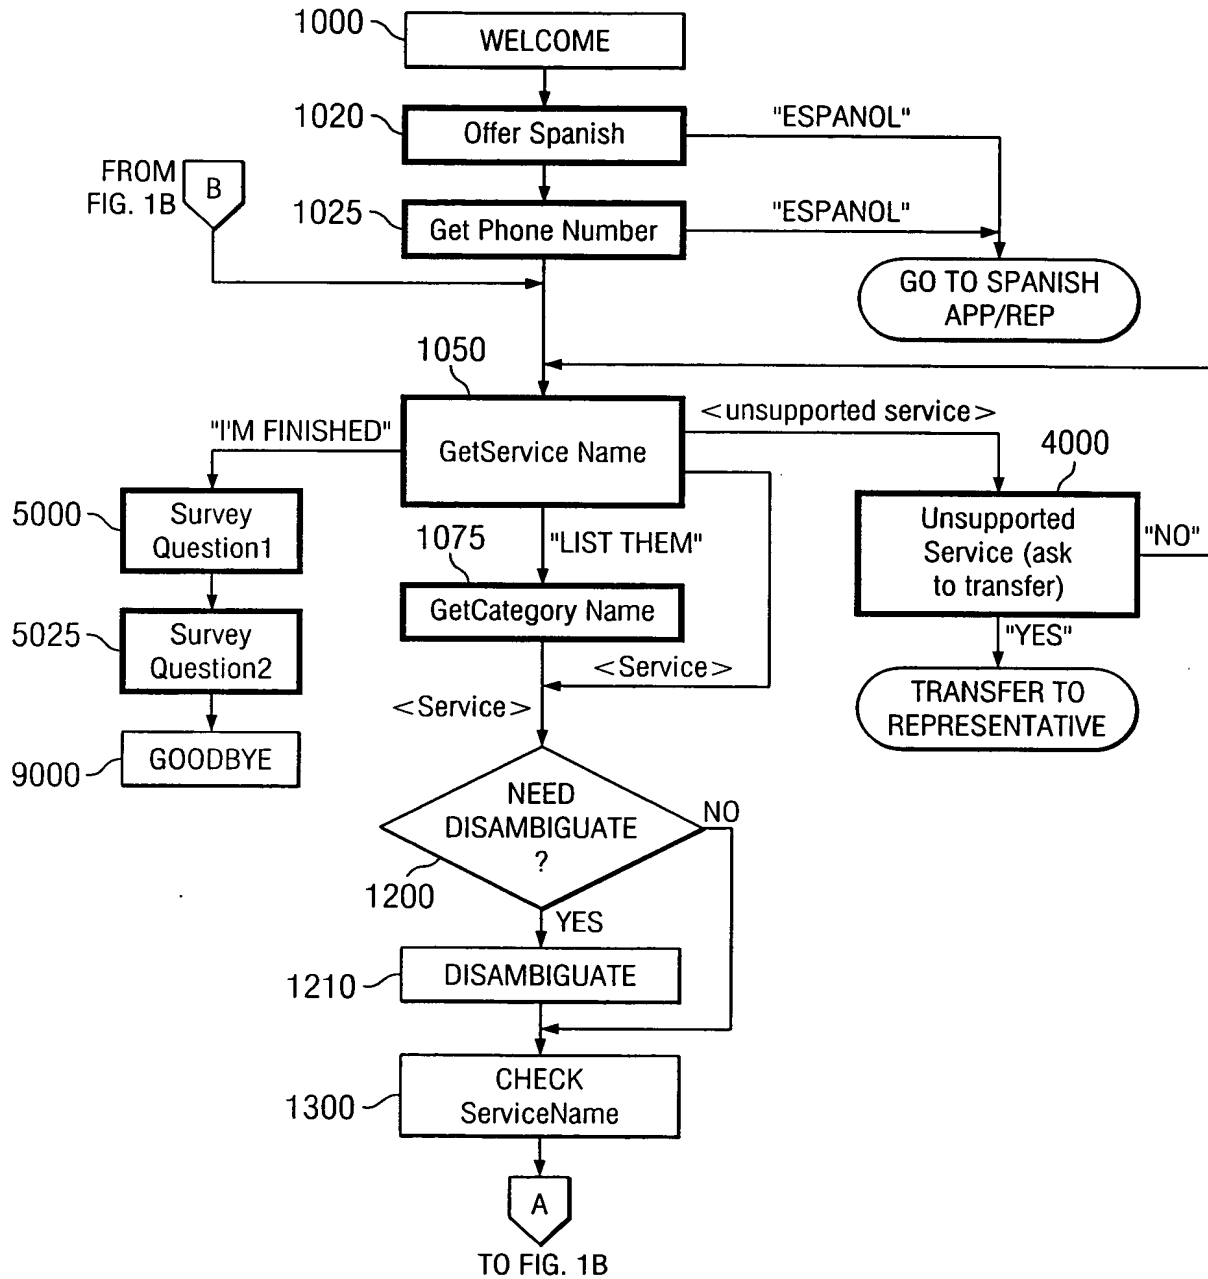 1000
WELCOME
1020
Offer Spanish
"ESPANOL"
FROM
FIG. 1B
B
1025
Get Phone Number
"ESPANOL"
GO TO SPANISH
APP/REP
1050
GetService Name
"I'M FINISHED"
<unsupported service>
4000
5000
Survey
Question1
1075
"LIST THEM"
Unsupported
Service (ask
to transfer)
"NO"
GetCategory Name
5025
Survey
Question2
"YES"
<Service>
<Service>
TRANSFER TO
REPRESENTATIVE
9000
GOODBYE
NEED
DISAMBIGUATE
?
NO
1200
YES
1210
DISAMBIGUATE
1300
CHECK
ServiceName
A
TO FIG. 1B